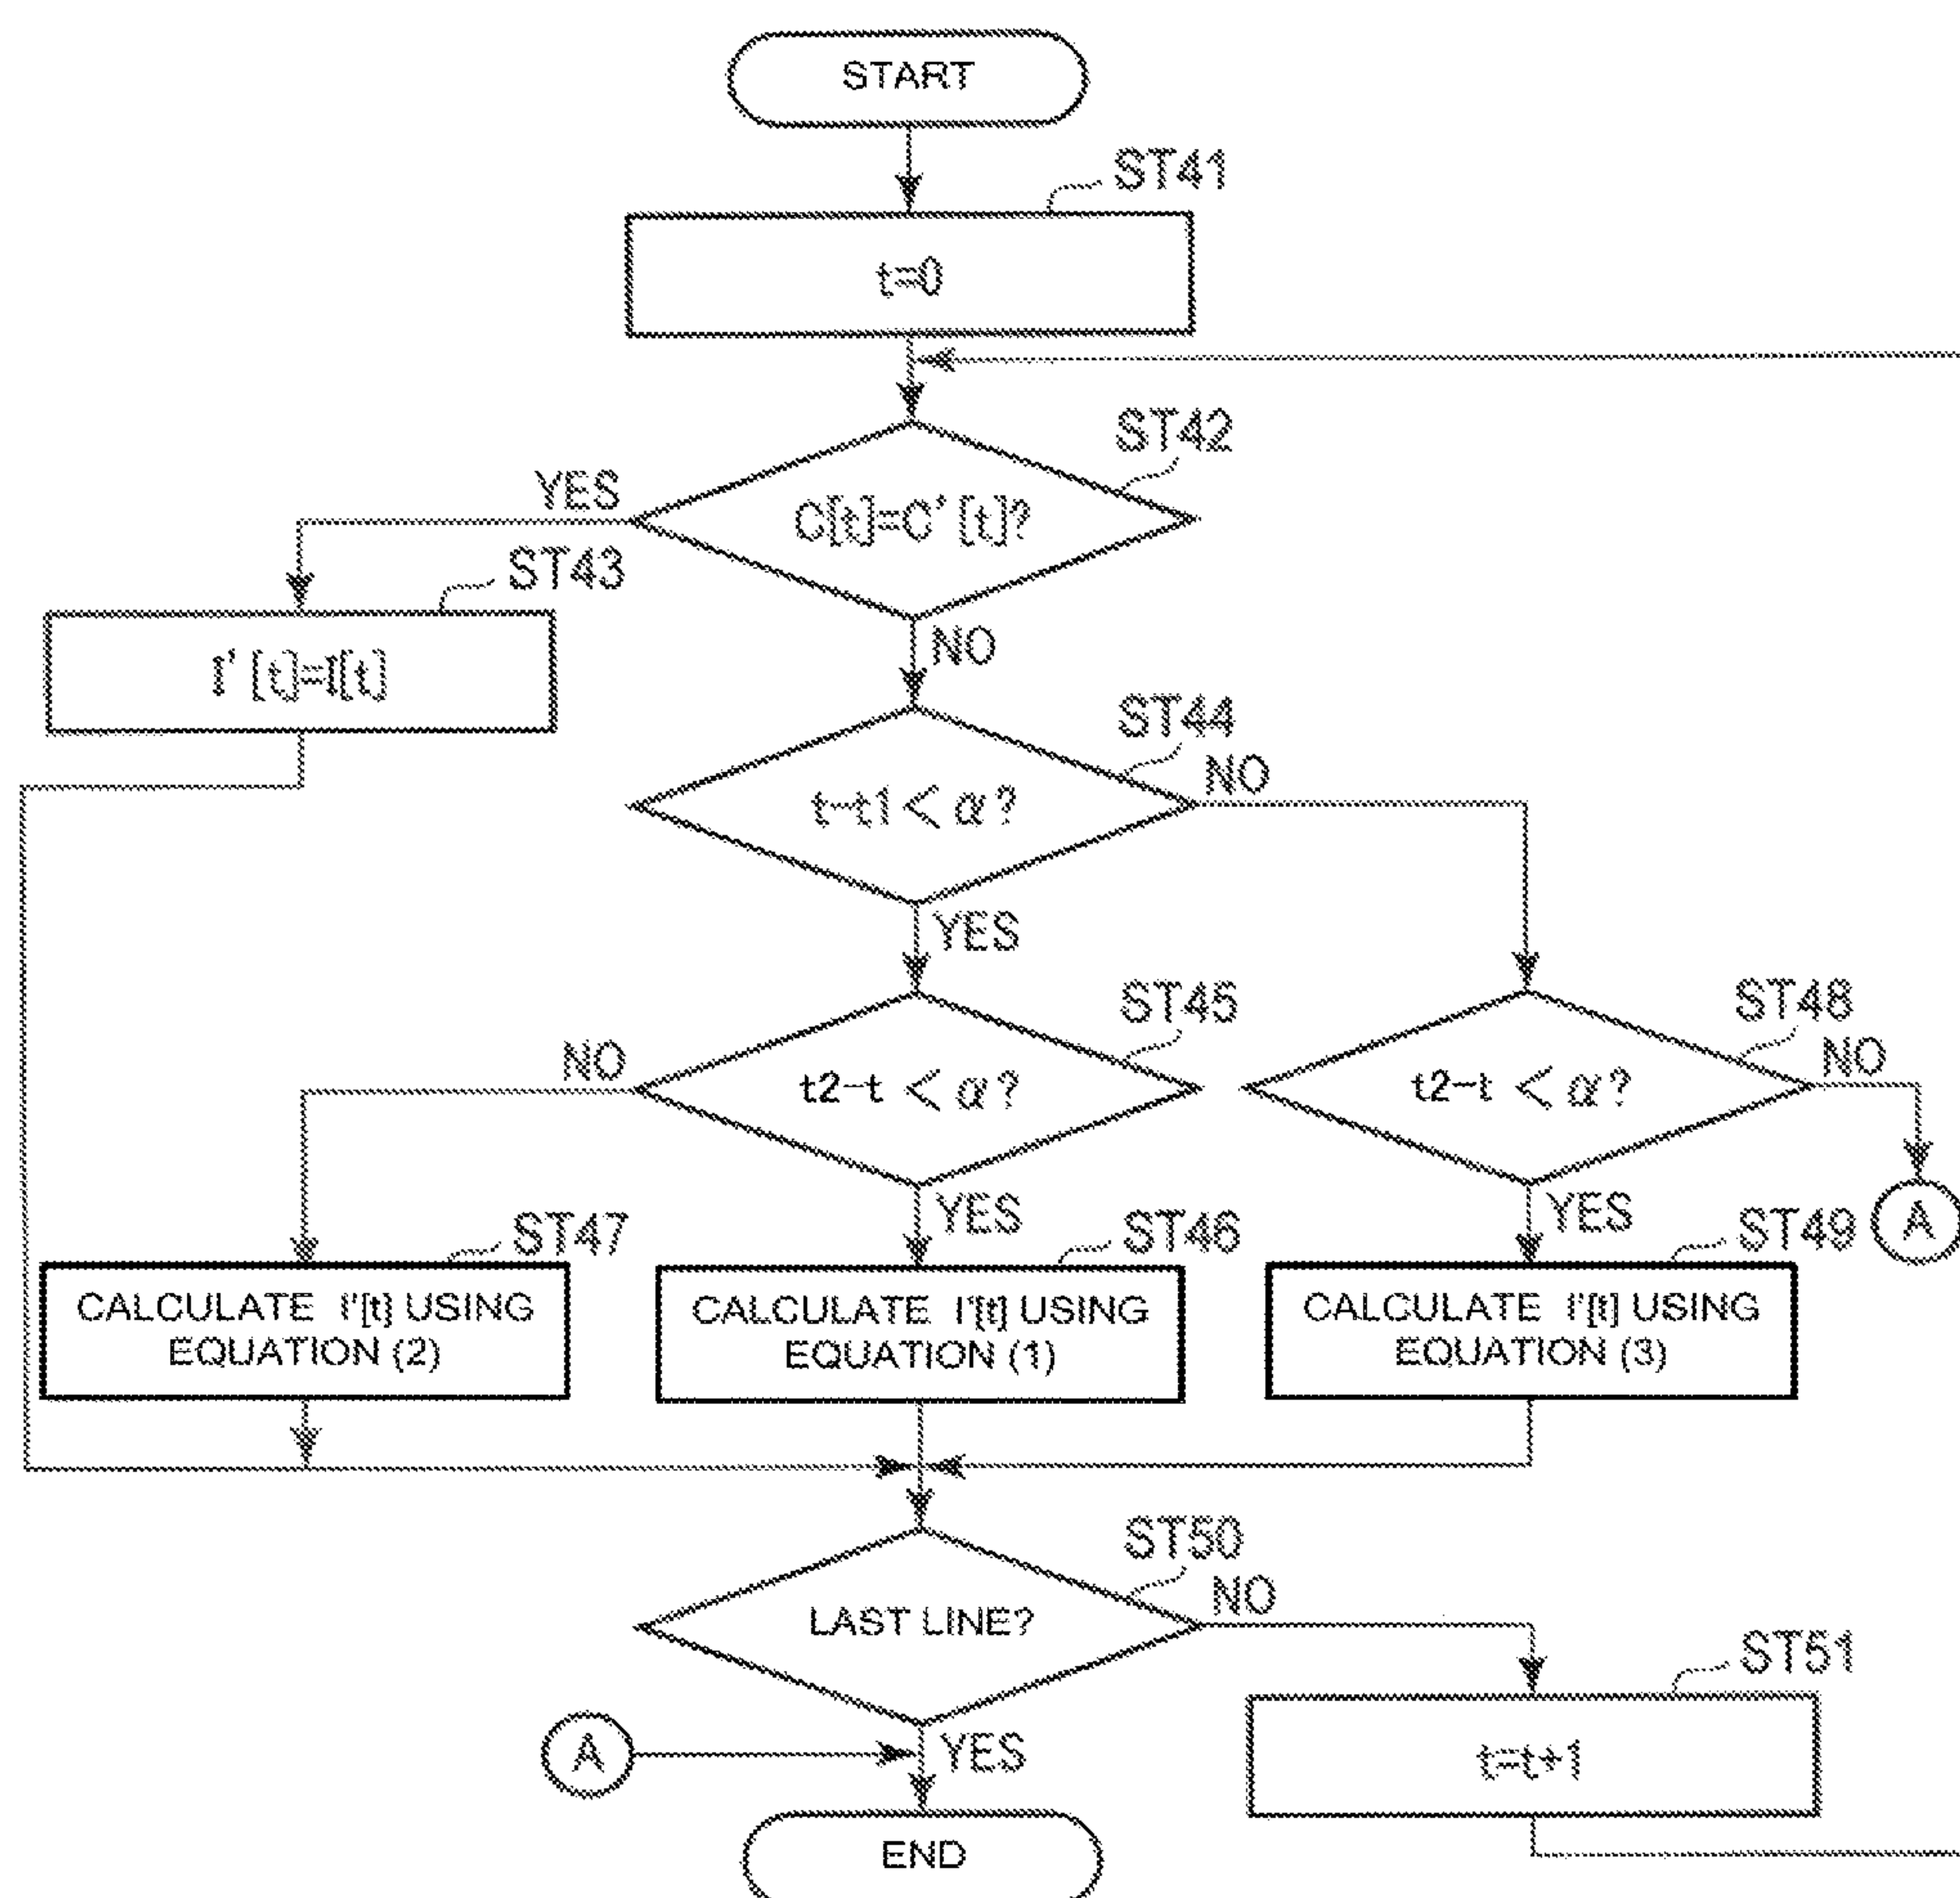 START
ST41
t=0
ST42
C[t]=C'[t]?
YES
NO
ST43
I'[t]=I[t]
ST44
t-t1<α?
NO
YES
ST45
t2-t<α?
NO
YES
ST48
t2-t<α?
NO
YES
A
ST47
CALCULATE I'[t] USING
EQUATION (2)
ST46
CALCULATE I'[t] USING
EQUATION (1)
ST49
CALCULATE I'[t] USING
EQUATION (3)
ST50
LAST LINE?
NO
YES
ST51
t=t+1
A
END